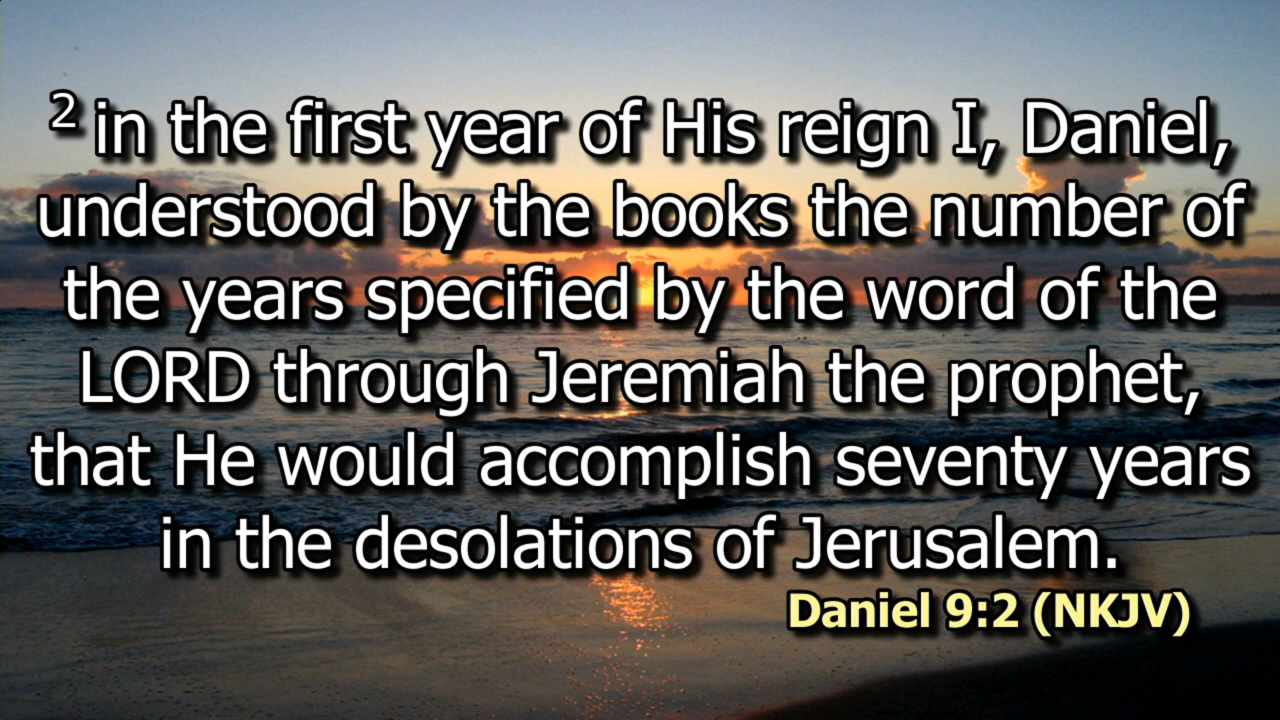 2 in the first year of His reign I, Daniel,
understood by the books the number of
the years specified by the word of the
LORD through Jeremiah the prophet,
that He would accomplish seventy years
in the desolations of Jerusalem.
Daniel 9:2 (NKJV)